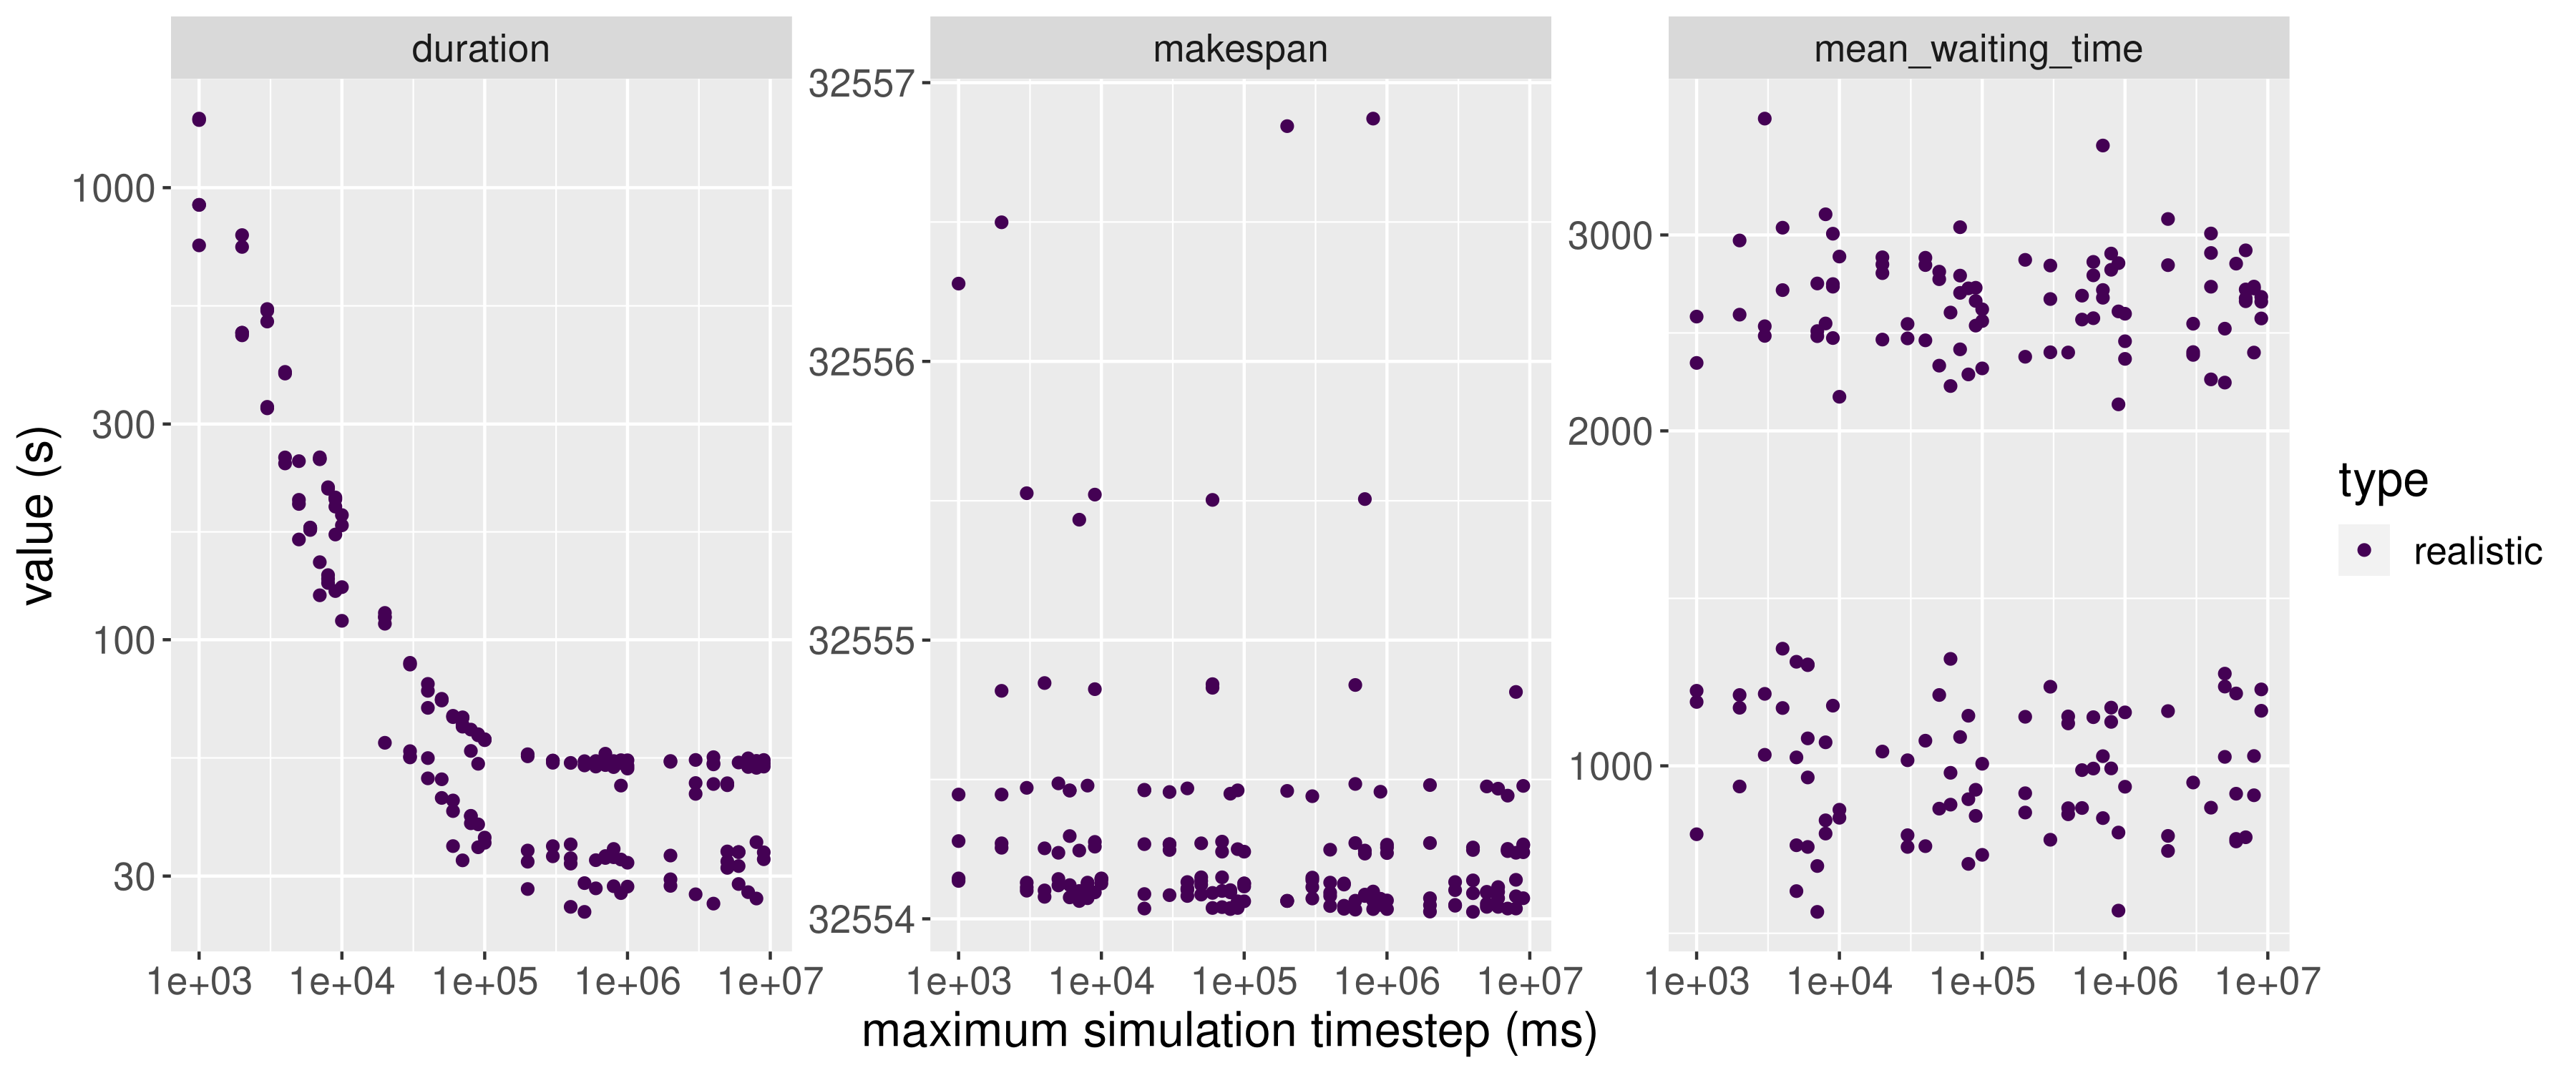 duration
makespan
mean_waiting_time
value (s)
1000
300
100
30
32557
32556
32555
32554
3000
2000
1000
1e+03 1e+04 1e+05 1e+06 1e+07
1e+03 1e+04 1e+05 1e+06 1e+07
1e+03 1e+04 1e+05 1e+06 1e+07
maximum simulation timestep (ms)
type
realistic